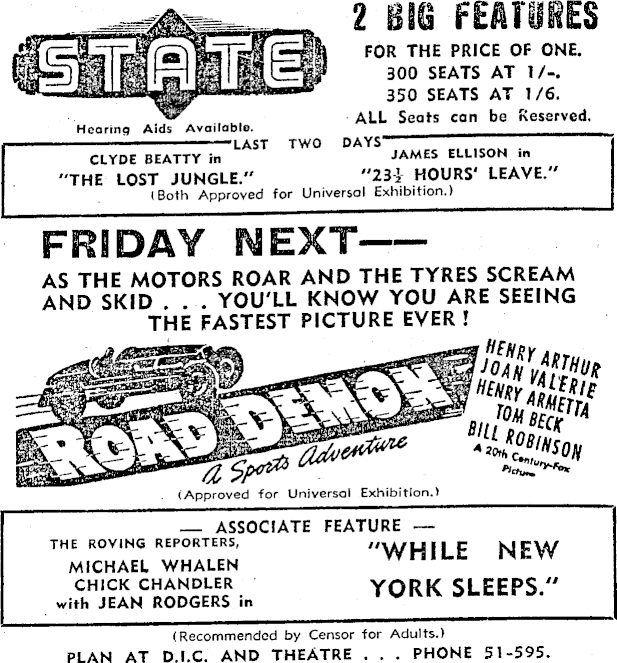 STATE
Hearing Aids Available.
2 BIG FEATURES
FOR THE PRICE OF ONE.
300 SEATS AT 1/-.
350 SEATS AT 1/6.
ALL Seats can be Reserved.
LAST TWO DAYS
CLYDE BEATTY in
"THE LOST JUNGLE."
JAMES ELLISON in
"23½ HOURS' LEAVE."
(Both Approved for Universal Exhibition.)
FRIDAY NEXT——
AS THE MOTORS ROAR AND THE TYRES SCREAM
AND SKID . . . YOU'LL KNOW YOU ARE SEEING
THE FASTEST PICTURE EVER!
ROAD DEMON
A Sports Adventure
HENRY ARTHUR
JOAN VALERIE
HENRY ARMETTA
TOM BECK
BILL ROBINSON
A 20th Century-Fox
Picture
(Approved for Universal Exhibition.)
— ASSOCIATE FEATURE —
THE ROVING REPORTERS,
MICHAEL WHALEN
CHICK CHANDLER
with JEAN RODGERS in
"WHILE NEW
YORK SLEEPS."
(Recommended by Censor for Adults.)
PLAN AT D.I.C. AND THEATRE . . . PHONE 51-595.